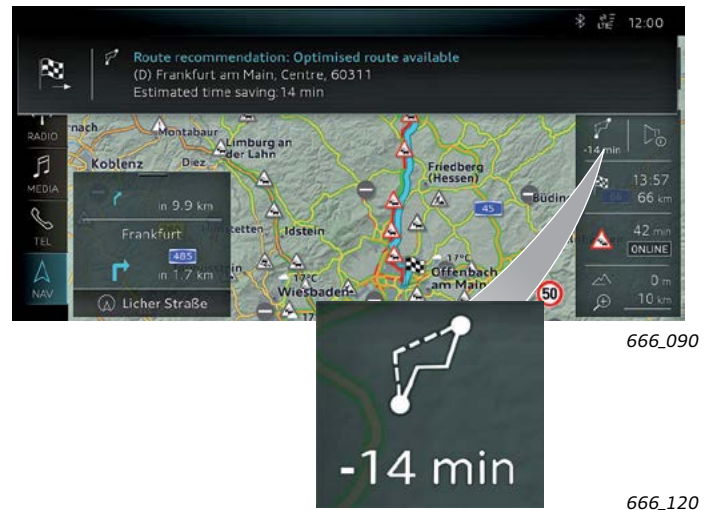 12:00
Route recommendation: Optimised route available
(D) Frankfurt am Main, Centre, 60311
Estimated time saving: 14 min
RADIO
MEDIA
TEL
NAV
nach
Montabaur
Limburg an
der Lahn
Koblenz
Diez
Friedberg
(Hessen)
45
Idstein
17°C
Offenbach
am Main
Wiesbaden
17°C
50
in 9.9 km
Frankfurt
485
in 1.7 km
Licher Straße
-14 min
13:57
66 km
42 min
ONLINE
0 m
10 km
-14 min
666_090
666_120